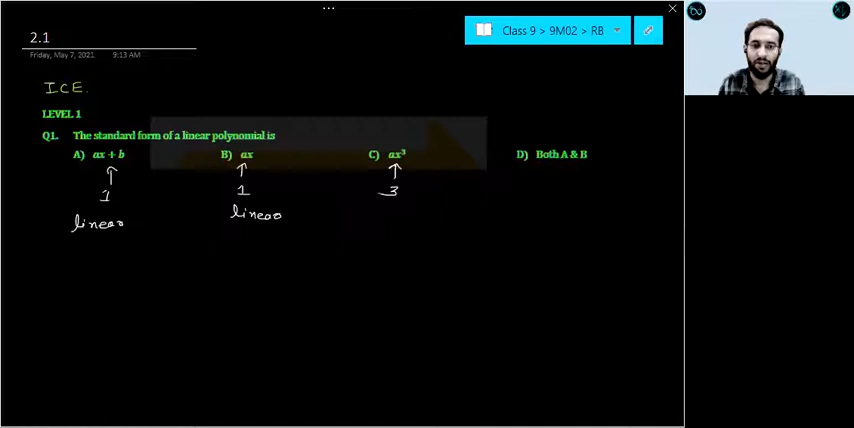 2.1
Friday, May 7, 2021 9:13 AM
Class 9 > 9M02 > RB
ICE.
LEVEL 1
Q1. The standard form of a linear polynomial is
A) ax + b B) ax C) ax³ D) Both A & B
1 1 3
linear linear